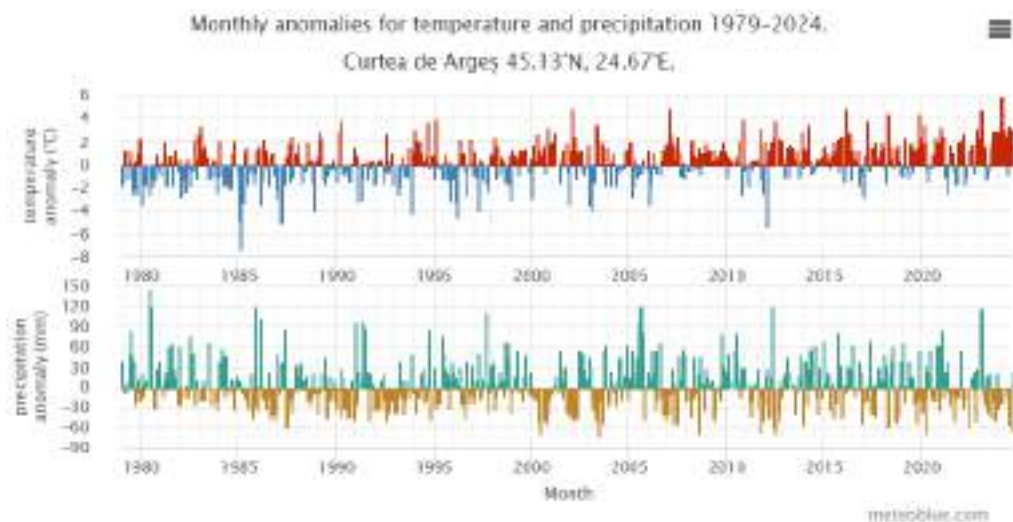 Monthly anomalies for temperature and precipitation 1979-2024.
Curtea de Argeș 45.13°N, 24.67°E.
temperature
anomaly (°C)
6
4
2
0
-2
-4
-6
-8
1980 1985 1990 1995 2000 2005 2010 2015 2020
precipitation
anomaly (mm)
150
120
90
60
30
0
-30
-60
-90
1980 1985 1990 1995 2000 2005 2010 2015 2020
Month
meteoblue.com